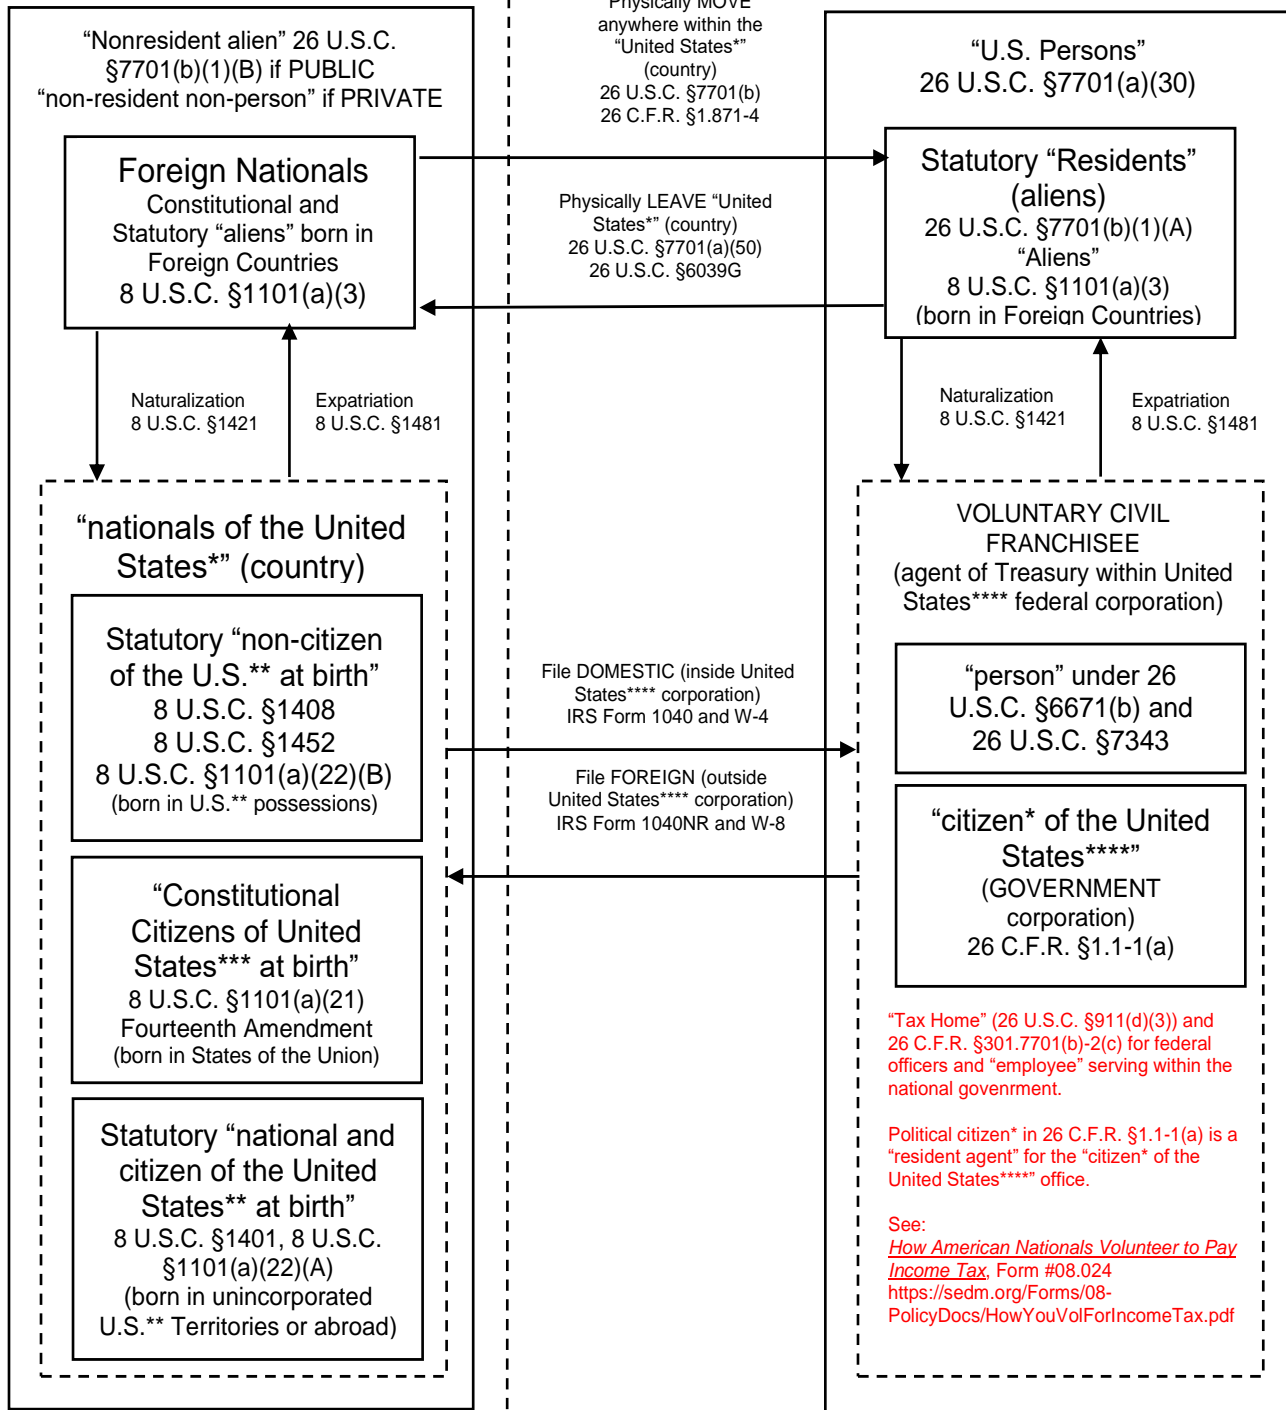 “Nonresident alien” 26 U.S.C.
§7701(b)(1)(B) if PUBLIC
“non-resident non-person” if PRIVATE
Foreign Nationals
Constitutional and
Statutory “aliens” born in
Foreign Countries
8 U.S.C. §1101(a)(3)
Naturalization
8 U.S.C. §1421
Expatriation
8 U.S.C. §1481
“nationals of the United
States*” (country)
Statutory “non-citizen
of the U.S.** at birth”
8 U.S.C. §1408
8 U.S.C. §1452
8 U.S.C. §1101(a)(22)(B)
(born in U.S.** possessions)
“Constitutional
Citizens of United
States*** at birth”
8 U.S.C. §1101(a)(21)
Fourteenth Amendment
(born in States of the Union)
Statutory “national and
citizen of the United
States** at birth”
8 U.S.C. §1401, 8 U.S.C.
§1101(a)(22)(A)
(born in unincorporated
U.S.** Territories or abroad)
Physically MOVE
anywhere within the
“United States*”
(country)
26 U.S.C. §7701(b)
26 C.F.R. §1.871-4
Physically LEAVE “United
States*” (country)
26 U.S.C. §7701(a)(50)
26 U.S.C. §6039G
File DOMESTIC (inside United
States**** corporation)
IRS Form 1040 and W-4
File FOREIGN (outside
United States**** corporation)
IRS Form 1040NR and W-8
“U.S. Persons”
26 U.S.C. §7701(a)(30)
Statutory “Residents”
(aliens)
26 U.S.C. §7701(b)(1)(A)
“Aliens”
8 U.S.C. §1101(a)(3)
(born in Foreign Countries)
Naturalization
8 U.S.C. §1421
Expatriation
8 U.S.C. §1481
VOLUNTARY CIVIL
FRANCHISEE
(agent of Treasury within United
States**** federal corporation)
“person” under 26
U.S.C. §6671(b) and
26 U.S.C. §7343
“citizen* of the United
States****”
(GOVERNMENT
corporation)
26 C.F.R. §1.1-1(a)
“Tax Home” (26 U.S.C. §911(d)(3)) and
26 C.F.R. §301.7701(b)-2(c) for federal
officers and “employee” serving within the
national govenrment.
Political citizen* in 26 C.F.R. §1.1-1(a) is a
“resident agent” for the “citizen* of the
United States****” office.
See:
How American Nationals Volunteer to Pay
Income Tax, Form #08.024
https://sedm.org/Forms/08-
PolicyDocs/HowYouVolForIncomeTax.pdf